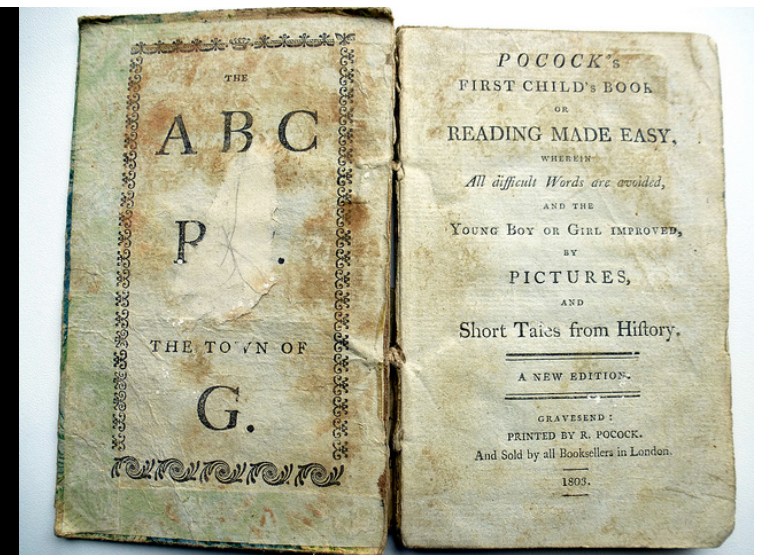 THE
A B C
P .
THE TOWN OF
G.
POCOCK's
FIRST CHILD's BOOK
OR
READING MADE EASY,
WHEREIN
All difficult Words are avoided,
AND THE
YOUNG BOY OR GIRL IMPROVED,
BY
PICTURES,
AND
Short Tales from Hiſtory.
A NEW EDITION.
GRAVESEND:
PRINTED BY R. POCOCK.
And Sold by all Bookſellers in London.
1803.